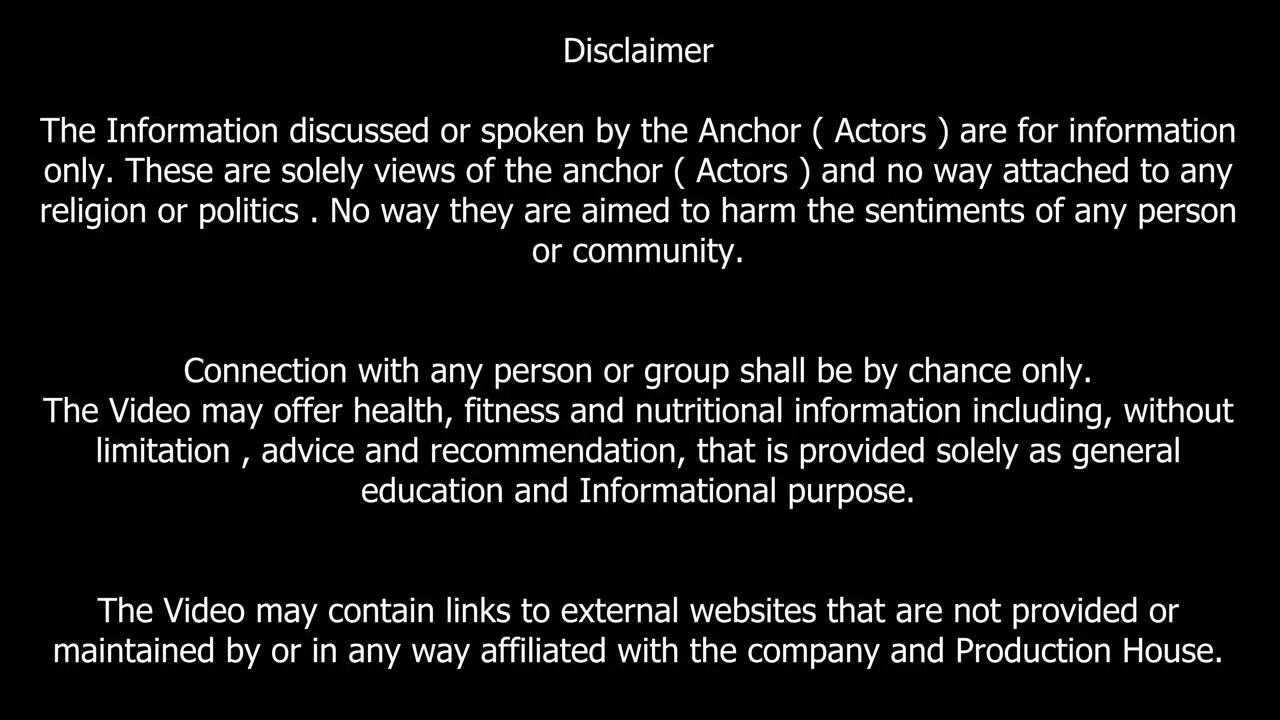 Disclaimer
The Information discussed or spoken by the Anchor ( Actors ) are for information
only. These are solely views of the anchor ( Actors ) and no way attached to any
religion or politics . No way they are aimed to harm the sentiments of any person
or community.
Connection with any person or group shall be by chance only.
The Video may offer health, fitness and nutritional information including, without
limitation , advice and recommendation, that is provided solely as general
education and Informational purpose.
The Video may contain links to external websites that are not provided or
maintained by or in any way affiliated with the company and Production House.